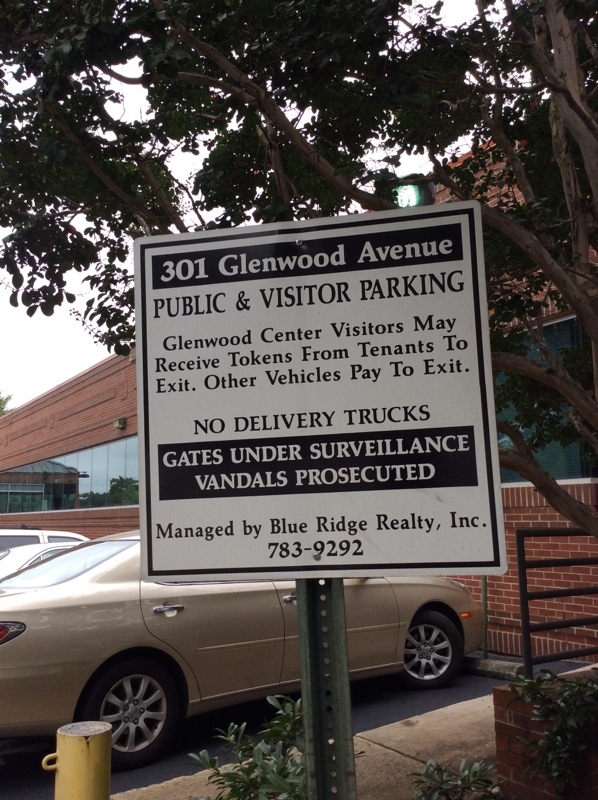 301 Glenwood Avenue
PUBLIC & VISITOR PARKING
Glenwood Center Visitors May
Receive Tokens From Tenants To
Exit. Other Vehicles Pay To Exit.
NO DELIVERY TRUCKS
GATES UNDER SURVEILLANCE
VANDALS PROSECUTED
Managed by Blue Ridge Realty, Inc.
783-9292